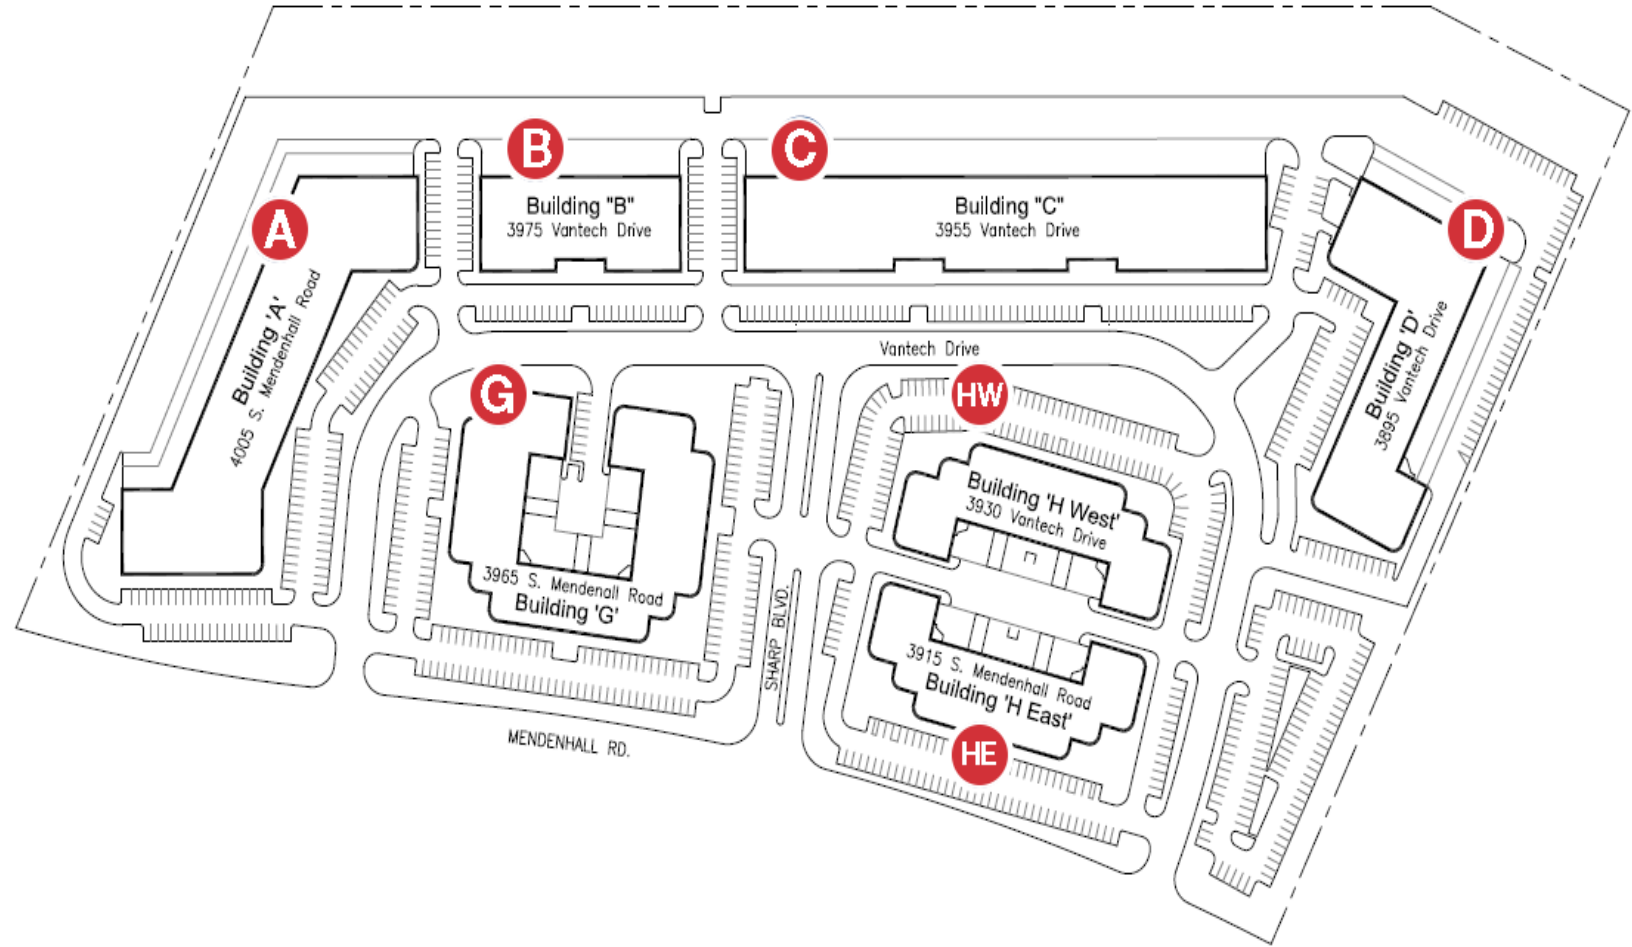 B
C
A
D
Building "B"
3975 Vantech Drive
Building "C"
3955 Vantech Drive
Building 'A'
4005 S. Mendenhall Road
Building 'D'
3895 Vantech Drive
Vantech Drive
G
HW
Building 'H West'
3930 Vantech Drive
3965 S. Mendenall Road
Building 'G'
SHARP BLVD.
3915 S. Mendenhall Road
Building 'H East'
HE
MENDENHALL RD.